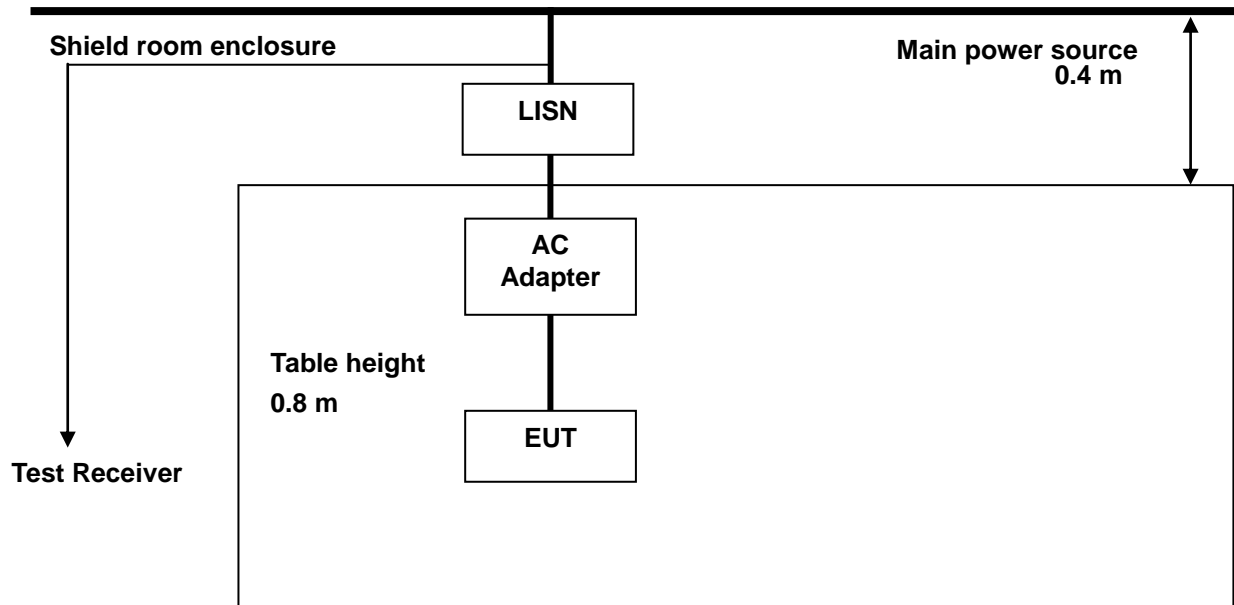 Shield room enclosure
Main power source
0.4 m
LISN
AC
Adapter
Table height
0.8 m
EUT
Test Receiver